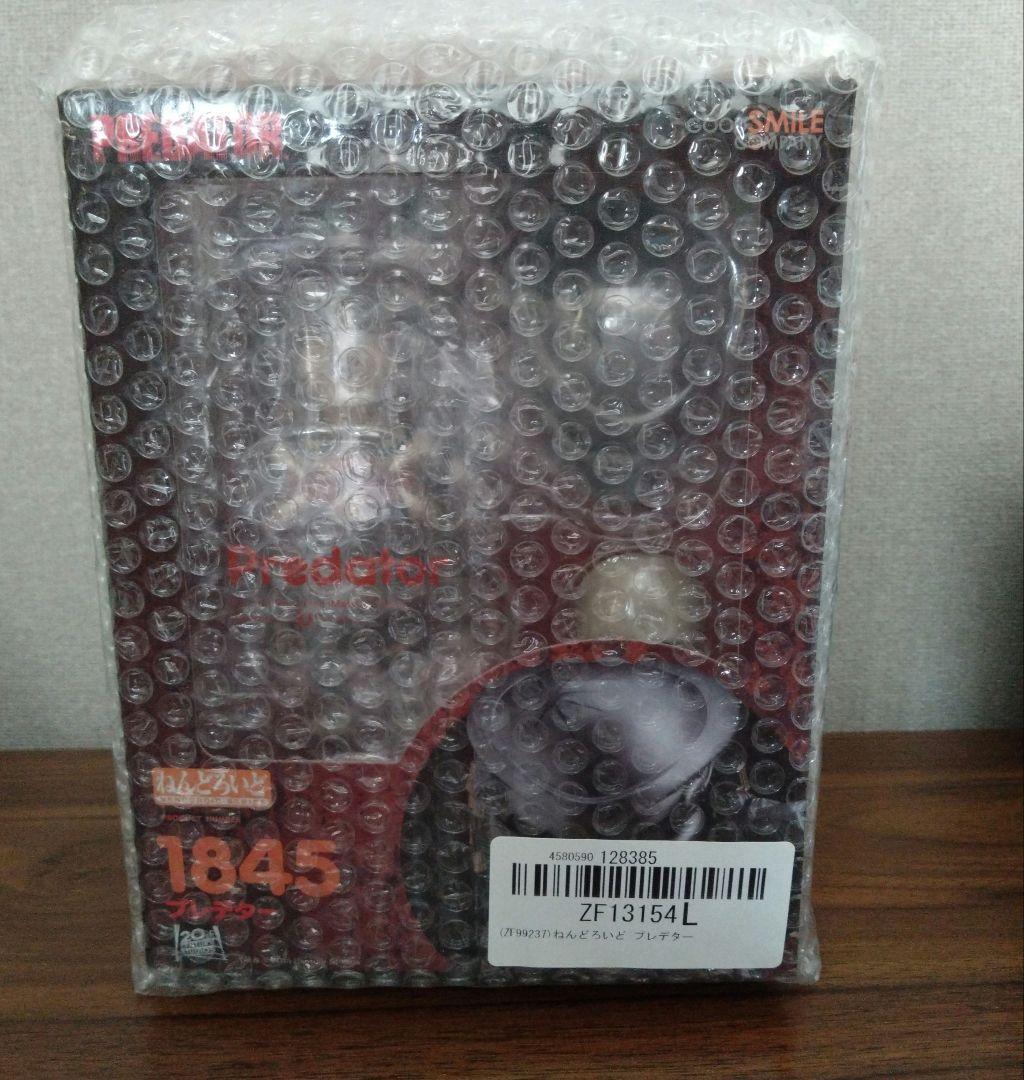 PREDATOR
GOOD SMILE
COMPANY
Predator
ねんどろいど
1845
プレデター
4580590 128385
ZF13154L
(ZF99237)ねんどろいど プレデター